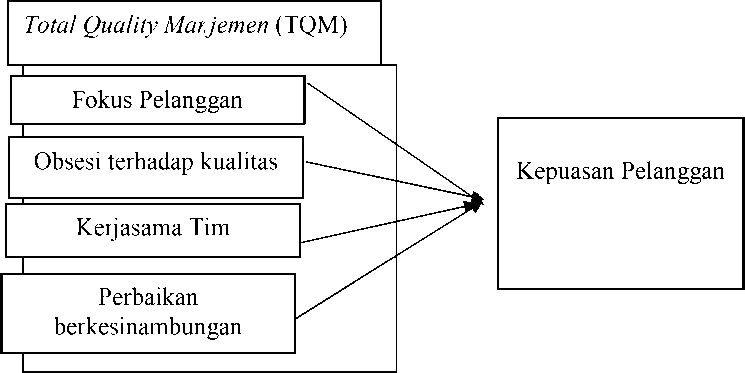 Total Quality Manjemen (TQM)
Fokus Pelanggan
Obsesi terhadap kualitas
Kerjasama Tim
Perbaikan
berkesinambungan
Kepuasan Pelanggan